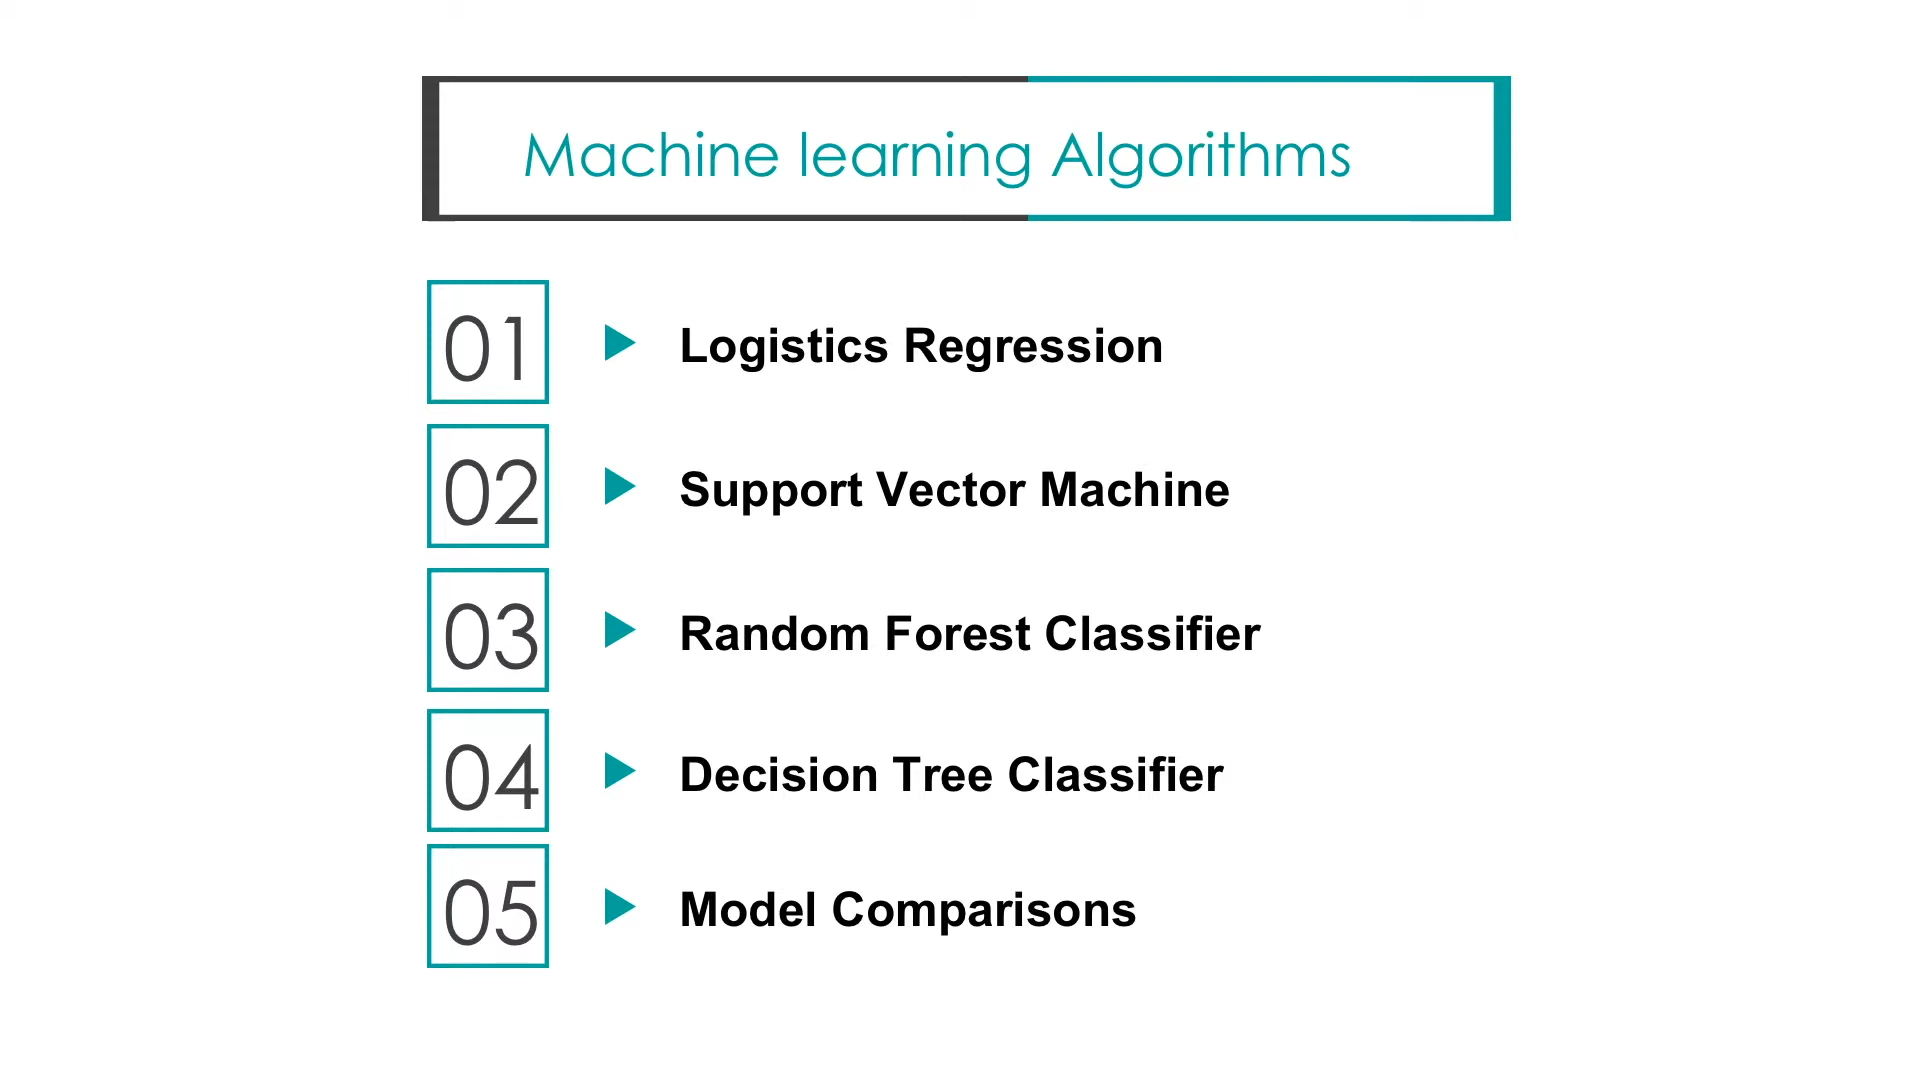 Machine learning Algorithms
01 Logistics Regression
02 Support Vector Machine
03 Random Forest Classifier
04 Decision Tree Classifier
05 Model Comparisons